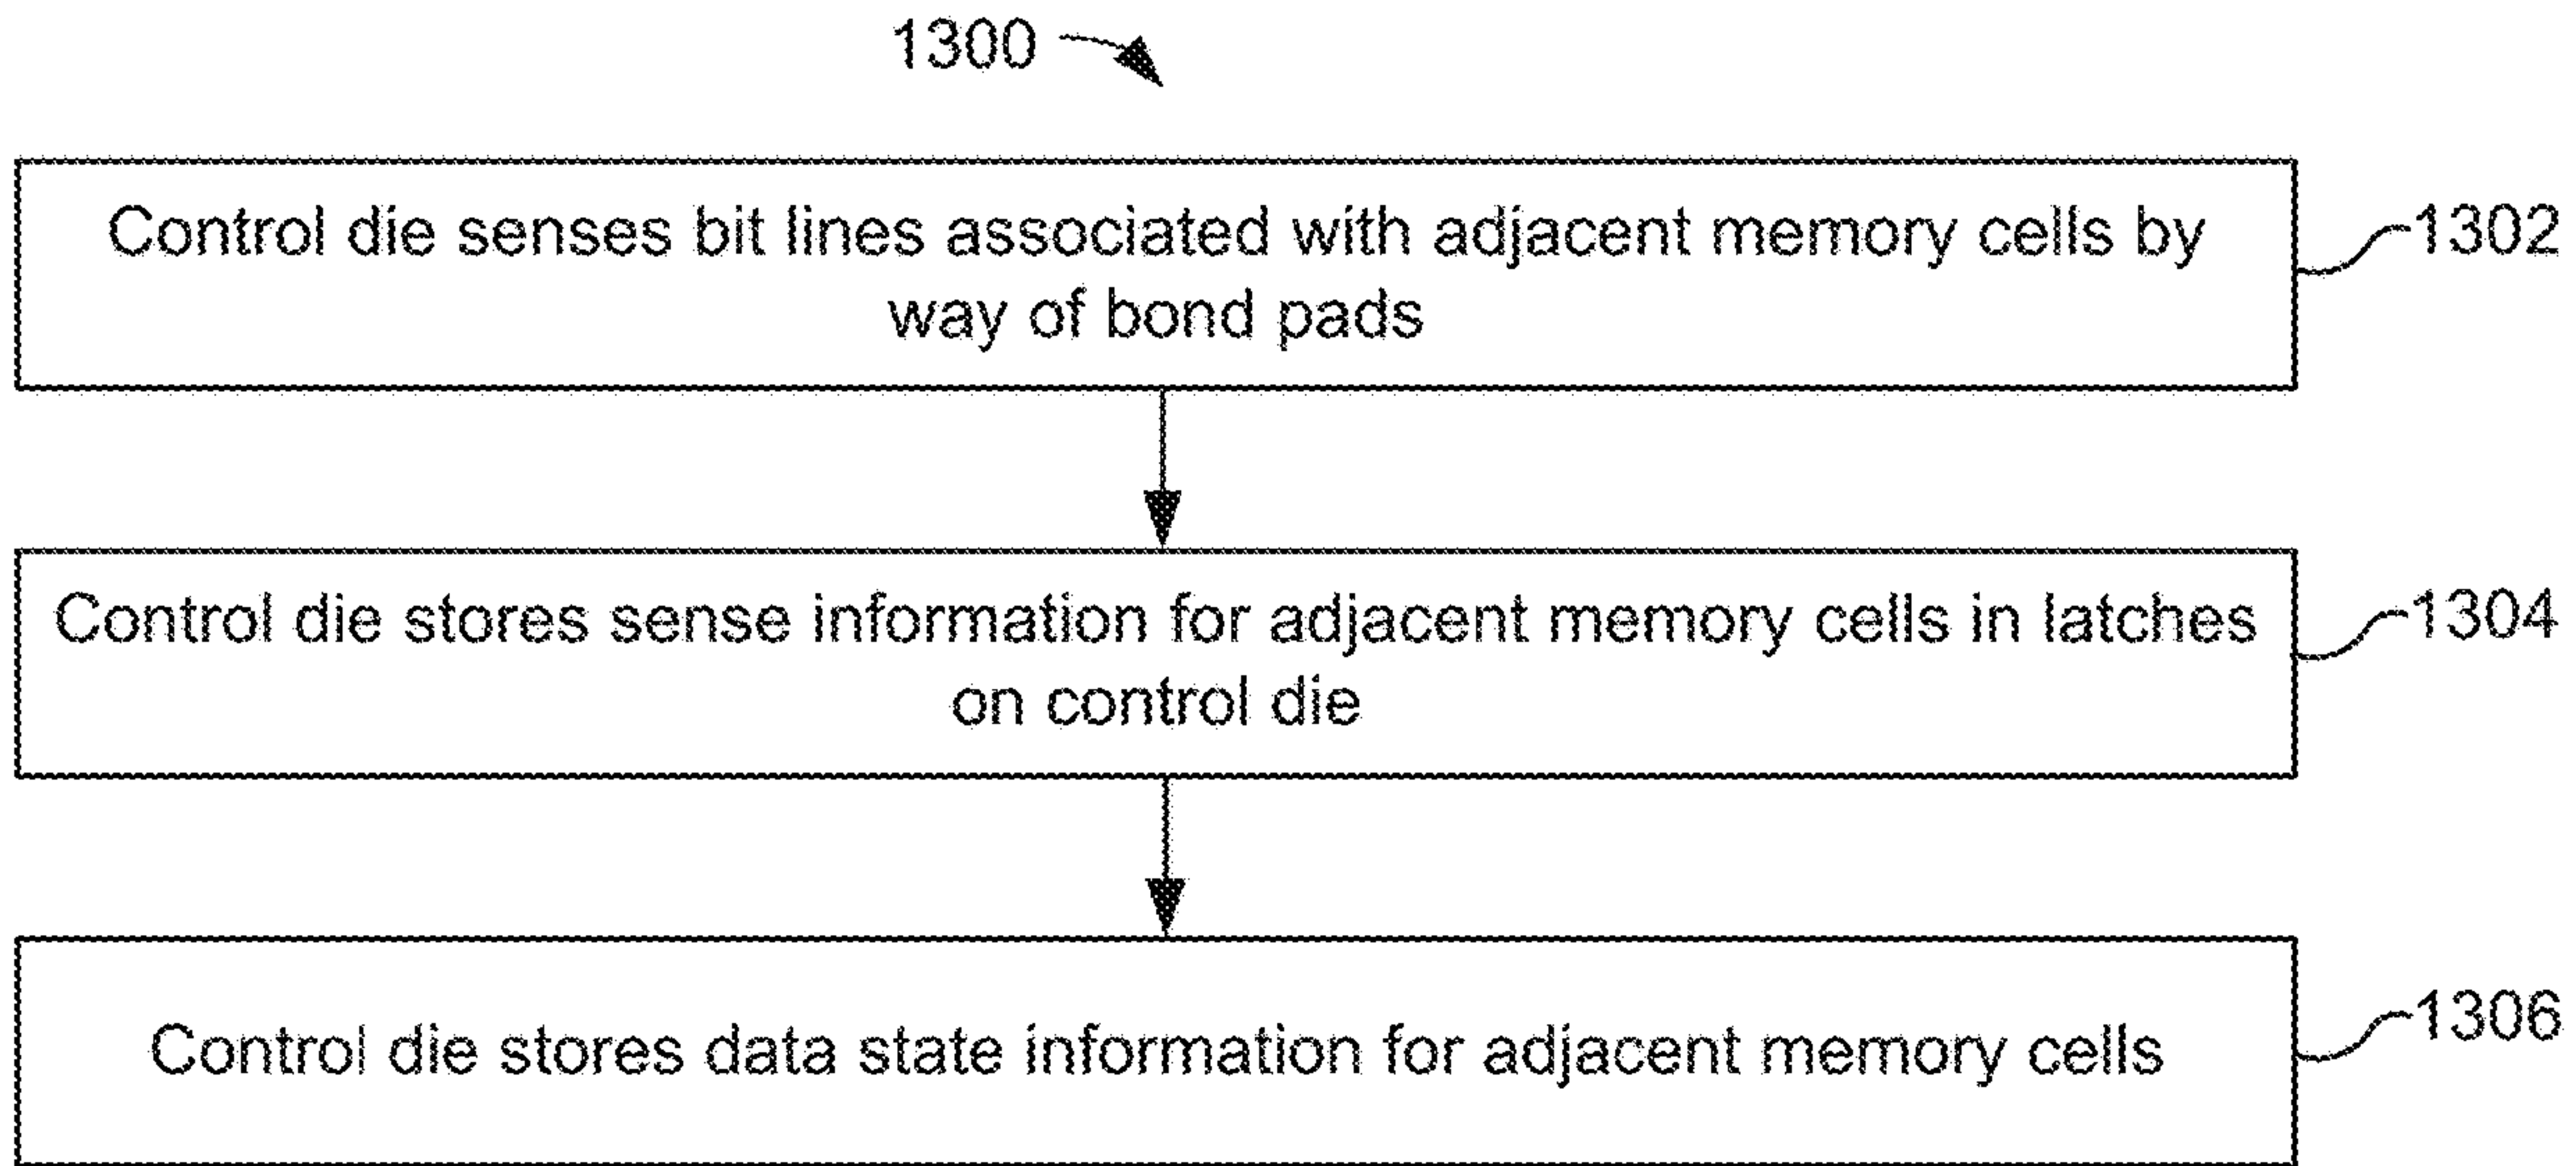 1300
Control die senses bit lines associated with adjacent memory cells by
way of bond pads
1302
Control die stores sense information for adjacent memory cells in latches
on control die
1304
Control die stores data state information for adjacent memory cells
1306